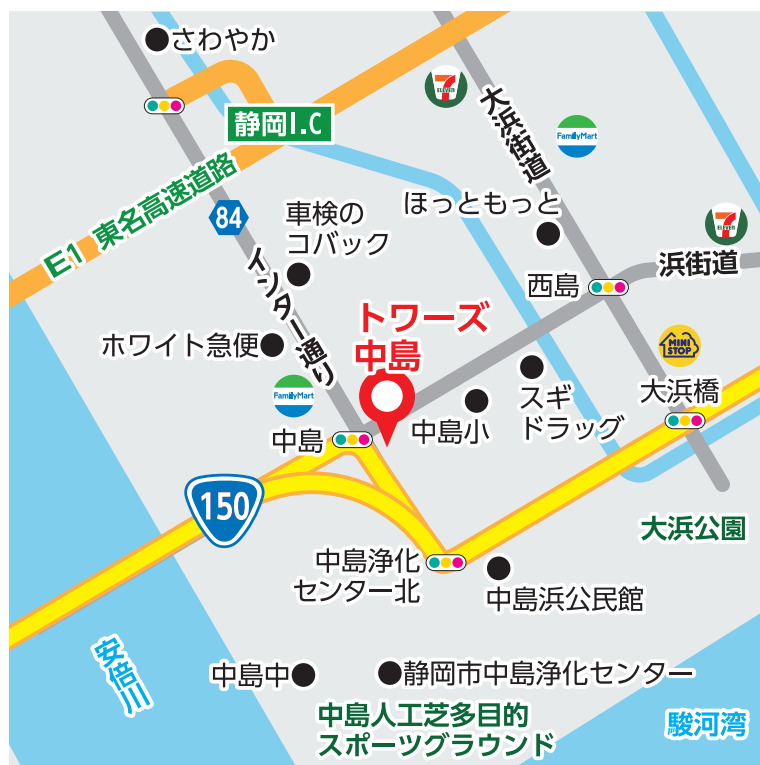 さわやか
7
ELEVEN
大浜街道
FamilyMart
静岡I.C
E1 東名高速道路
84
車検の
コバック
ほっともっと
7
ELEVEN
浜街道
インター通り
西島
トワーズ
中島
ホワイト急便
MINI
STOP
FamilyMart
スギ
ドラッグ
大浜橋
中島小
中島
150
大浜公園
中島浄化
センター北
中島浜公民館
安倍川
中島中
静岡市中島浄化センター
中島人工芝多目的
スポーツグラウンド
駿河湾